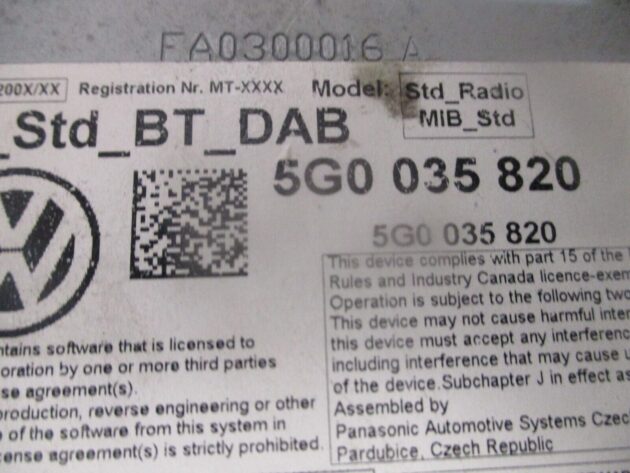 FA0300016 A
200X/XX Registration Nr. MT-XXXX Model: Std_Radio
MIB_Std
_Std_BT_DAB
5G0 035 820
5G0 035 820
This device complies with part 15 of the
Rules and Industry Canada licence-exem
Operation is subject to the following two
This device may not cause harmful inter
this device must accept any interference
including interference that may cause u
of the device.Subchapter J in effect as
Assembled by
Panasonic Automotive Systems Czec
Pardubice, Czech Republic
ntains software that is licensed to
oration by one or more third parties
se agreement(s).
production, reverse engineering or other
e of the software from this system in
cense agreement(s) is strictly prohibited.